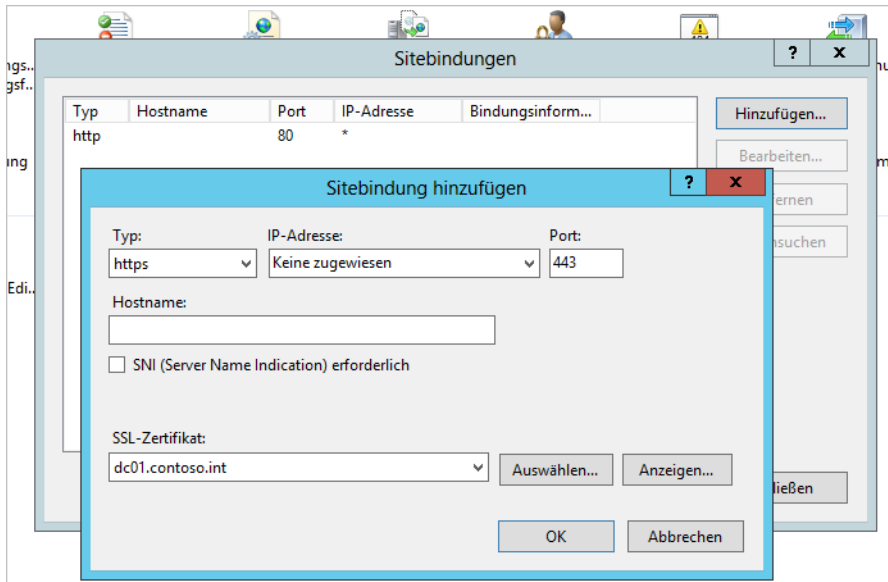 Sitebindungen
Typ Hostname Port IP-Adresse Bindungsinform...
http 80 *
Hinzufügen...
Bearbeiten...
Sitebindung hinzufügen
Typ: IP-Adresse: Port:
https Keine zugewiesen 443
Hostname:
SNI (Server Name Indication) erforderlich
SSL-Zertifikat:
dc01.contoso.int Auswählen... Anzeigen...
OK Abbrechen